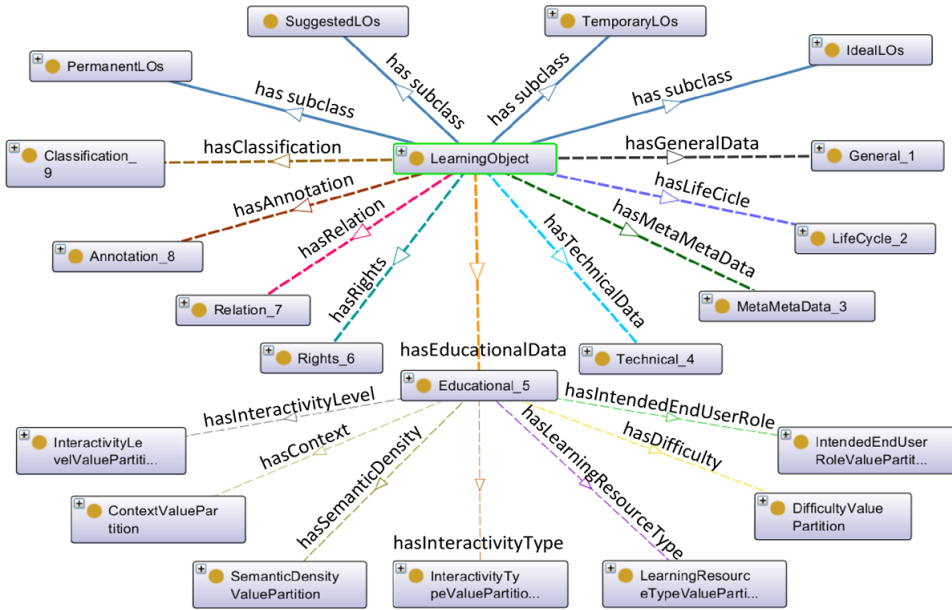 SuggestedLOs
TemporaryLOs
PermanentLOs
IdealLOs
has subclass
has subclass
has subclass
has subclass
Classification_
9
hasClassification
LearningObject
hasGeneralData
General_1
hasAnnotation
hasLifeCicle
Annotation_8
hasRelation
hasMetaMetaData
LifeCycle_2
hasRights
hasTechnicalData
Relation_7
MetaMetaData_3
Rights_6
hasEducationalData
Technical_4
Educational_5
hasInteractivityLevel
hasIntendedEndUserRole
InteractivityLe
velValuePartiti...
hasContext
hasSemanticDensity
hasLearningResourceType
hasDifficulty
IntendedEndUser
RoleValuePartit...
ContextValuePar
tition
DifficultyValue
Partition
hasInteractivityType
SemanticDensity
ValuePartition
InteractivityTy
peValuePartitio...
LearningResourc
eTypeValueParti...